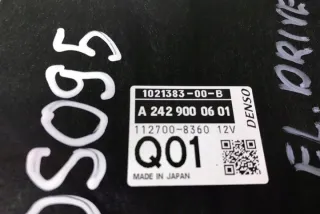 DS095
1021383-00-B
A 242 900 06 01
112700-8360 12V
DENSO
Q01
MADE IN JAPAN
EL. DRIVE